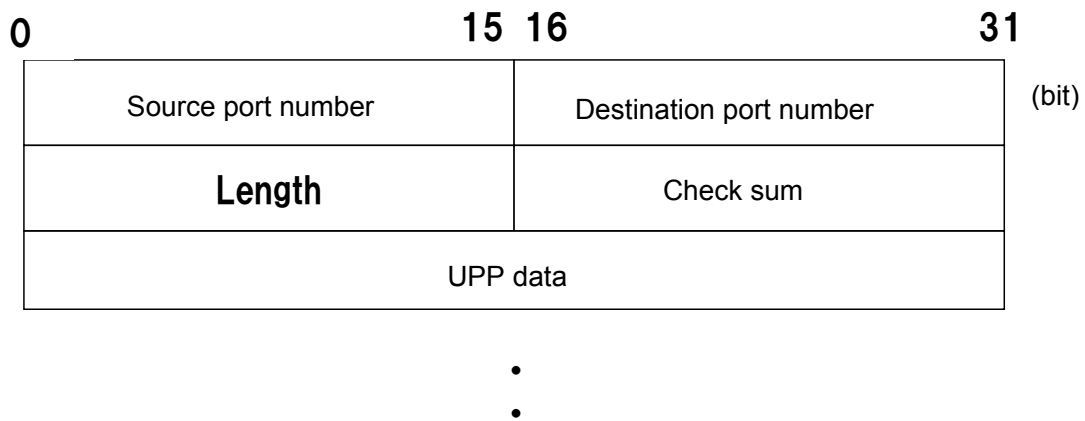 0 15 16 31
Source port number Destination port number (bit)
Length Check sum
UPP data